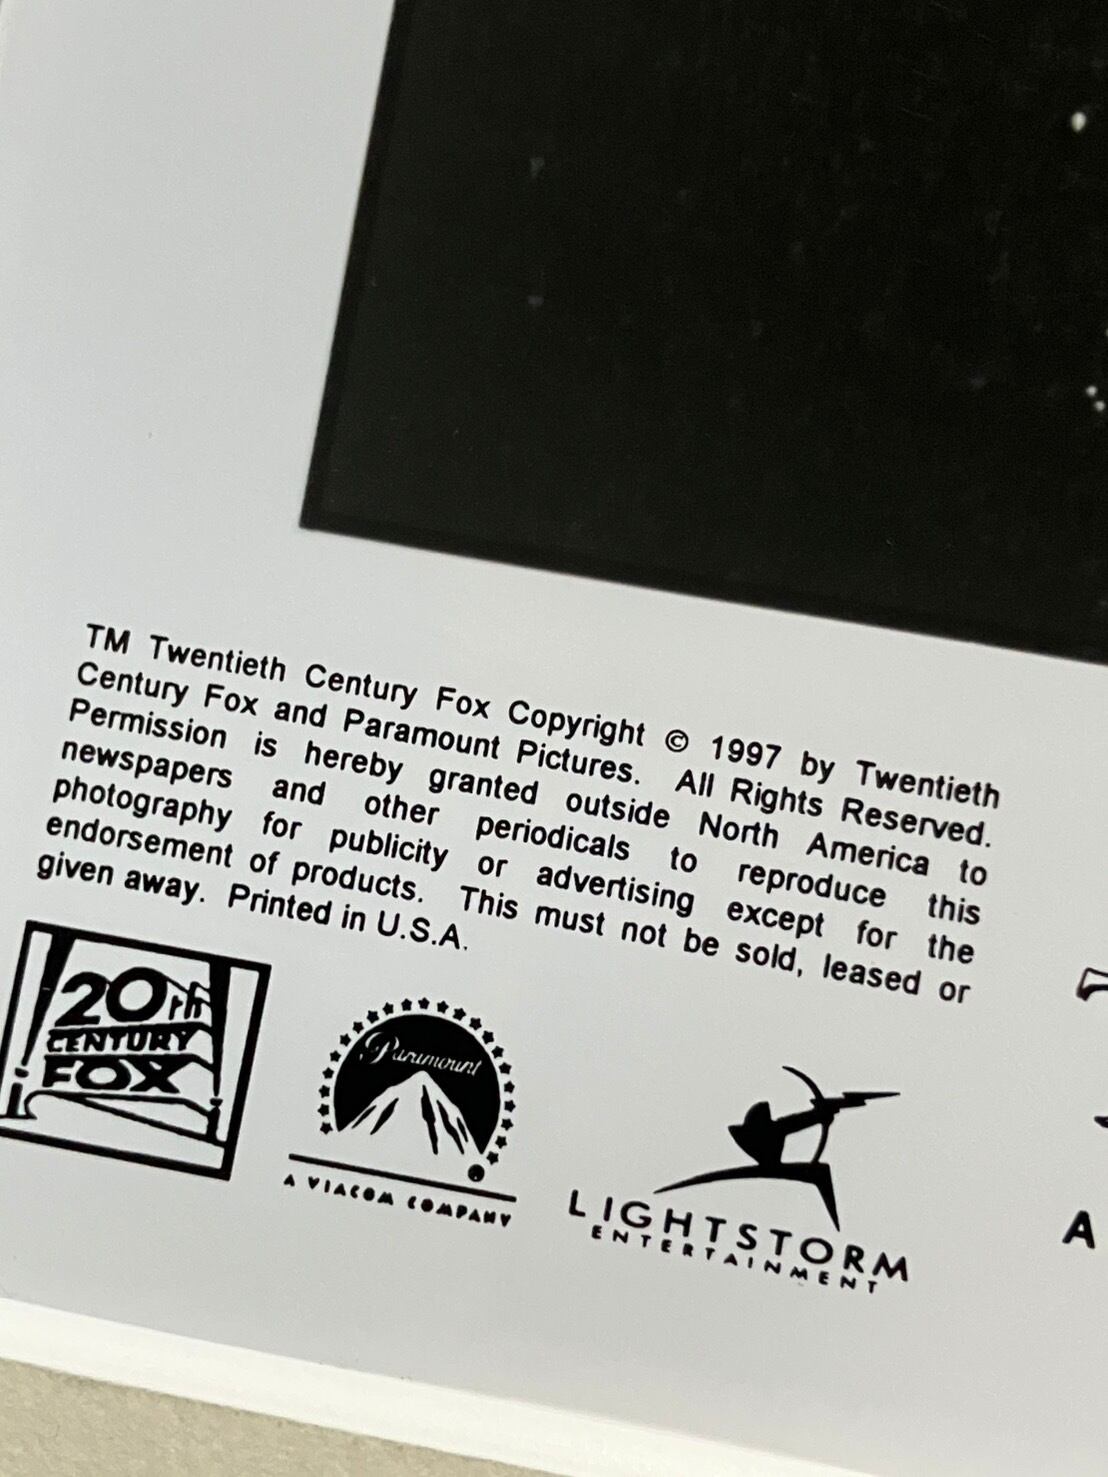 TM Twentieth Century Fox Copyright © 1997 by Twentieth
Century Fox and Paramount Pictures. All Rights Reserved.
Permission is hereby granted outside North America to
newspapers and other periodicals to reproduce this
photography for publicity or advertising except for the
endorsement of products. This must not be sold, leased or
given away. Printed in U.S.A.
20th
CENTURY
FOX
Paramount
A VIACOM COMPANY
LIGHTSTORM
ENTERTAINMENT
A